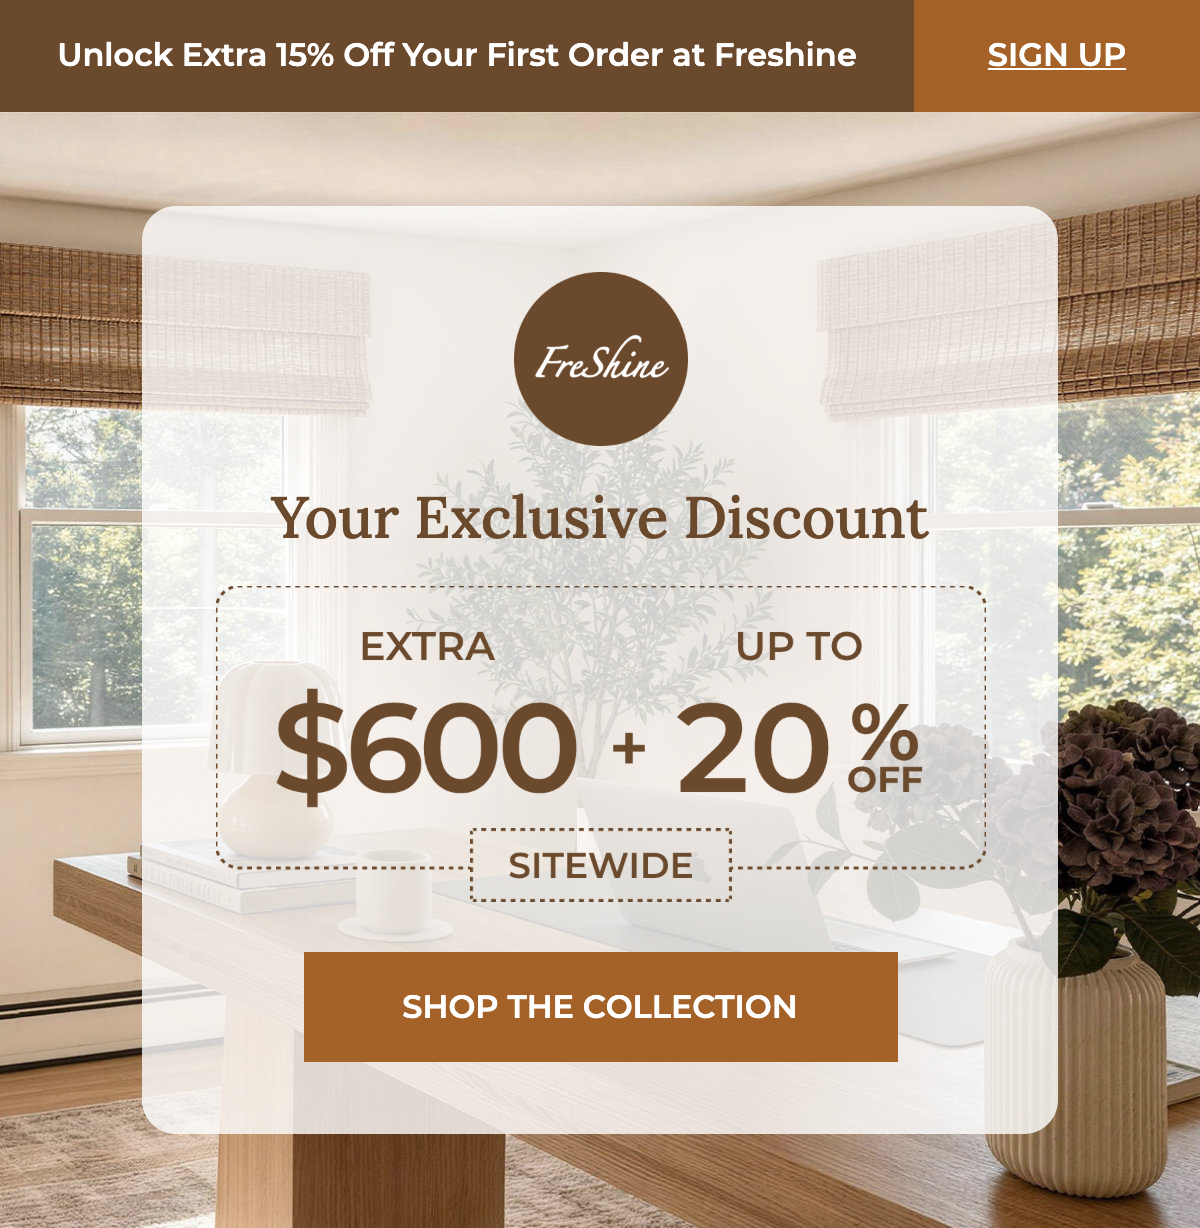 Unlock Extra 15% Off Your First Order at Freshine
SIGN UP
FreShine
Your Exclusive Discount
EXTRA
$600
+
UP TO
20 % OFF
SITEWIDE
SHOP THE COLLECTION